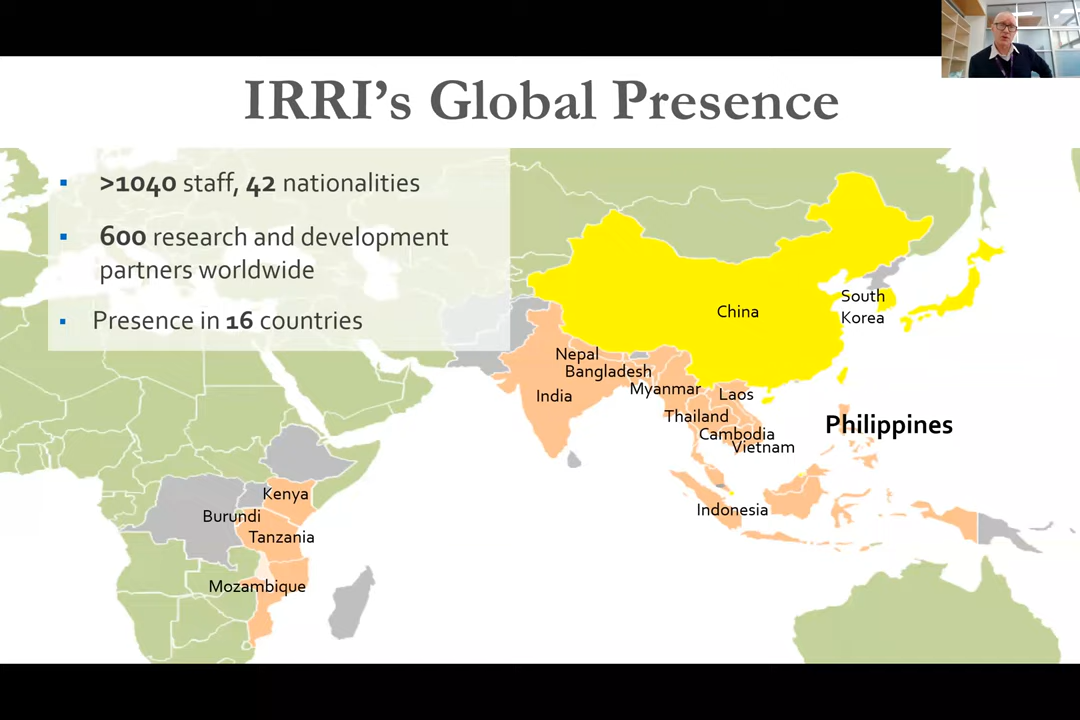 IRRI’s Global Presence
▪ >1040 staff, 42 nationalities
▪ 600 research and development
partners worldwide
▪ Presence in 16 countries
China
South
Korea
Nepal
Bangladesh
India
Myanmar
Laos
Thailand
Cambodia
Vietnam
Philippines
Indonesia
Kenya
Burundi
Tanzania
Mozambique